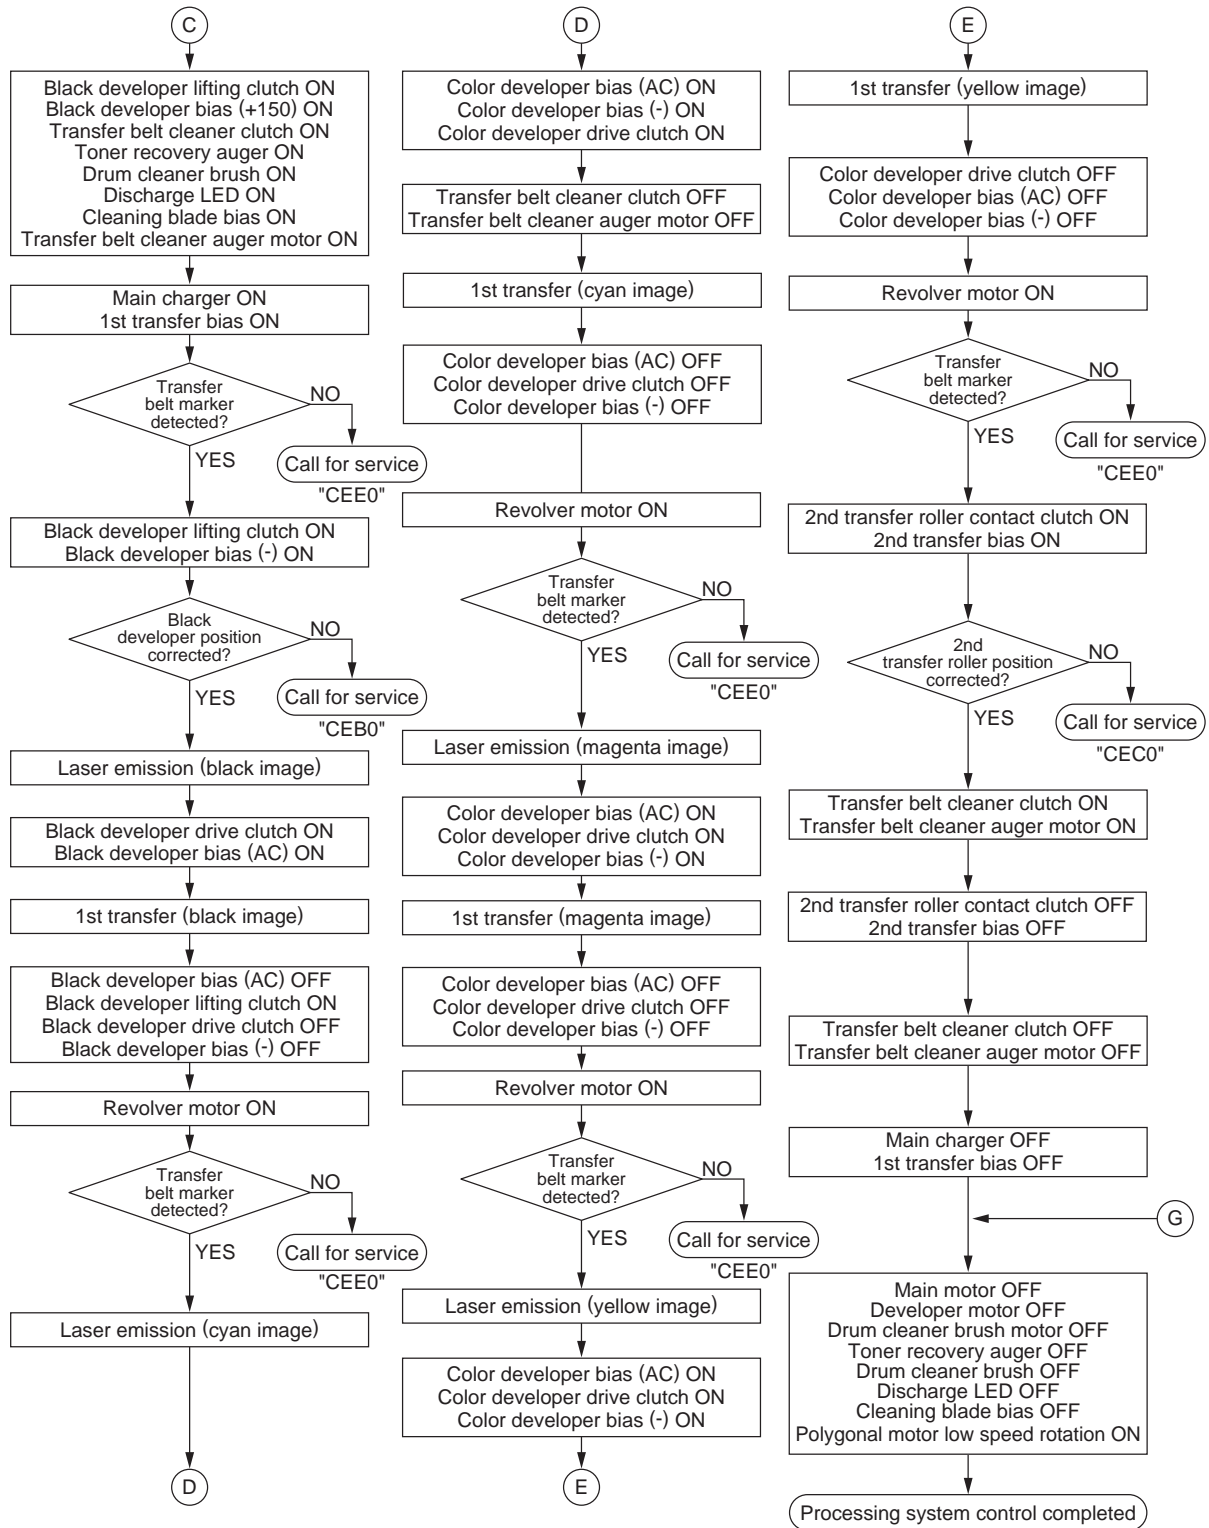 C
Black developer lifting clutch ON
Black developer bias (+150) ON
Transfer belt cleaner clutch ON
Toner recovery auger ON
Drum cleaner brush ON
Discharge LED ON
Cleaning blade bias ON
Transfer belt cleaner auger motor ON
Main charger ON
1st transfer bias ON
Transfer
belt marker
detected?
NO
YES
Call for service
"CEE0"
Black developer lifting clutch ON
Black developer bias (-) ON
Black
developer position
corrected?
NO
YES
Call for service
"CEB0"
Laser emission (black image)
Black developer drive clutch ON
Black developer bias (AC) ON
1st transfer (black image)
Black developer bias (AC) OFF
Black developer lifting clutch ON
Black developer drive clutch OFF
Black developer bias (-) OFF
Revolver motor ON
Transfer
belt marker
detected?
NO
YES
Call for service
"CEE0"
Laser emission (cyan image)
D
D
Color developer bias (AC) ON
Color developer bias (-) ON
Color developer drive clutch ON
Transfer belt cleaner clutch OFF
Transfer belt cleaner auger motor OFF
1st transfer (cyan image)
Color developer bias (AC) OFF
Color developer drive clutch OFF
Color developer bias (-) OFF
Revolver motor ON
Transfer
belt marker
detected?
NO
YES
Call for service
"CEE0"
Laser emission (magenta image)
Color developer bias (AC) ON
Color developer drive clutch ON
Color developer bias (-) ON
1st transfer (magenta image)
Color developer bias (AC) OFF
Color developer drive clutch OFF
Color developer bias (-) OFF
Revolver motor ON
Transfer
belt marker
detected?
NO
YES
Call for service
"CEE0"
Laser emission (yellow image)
Color developer bias (AC) ON
Color developer drive clutch ON
Color developer bias (-) ON
E
E
1st transfer (yellow image)
Color developer drive clutch OFF
Color developer bias (AC) OFF
Color developer bias (-) OFF
Revolver motor ON
Transfer
belt marker
detected?
NO
YES
Call for service
"CEE0"
2nd transfer roller contact clutch ON
2nd transfer bias ON
2nd
transfer roller position
corrected?
NO
YES
Call for service
"CEC0"
Transfer belt cleaner clutch ON
Transfer belt cleaner auger motor ON
2nd transfer roller contact clutch OFF
2nd transfer bias OFF
Transfer belt cleaner clutch OFF
Transfer belt cleaner auger motor OFF
Main charger OFF
1st transfer bias OFF
G
Main motor OFF
Developer motor OFF
Drum cleaner brush motor OFF
Toner recovery auger OFF
Drum cleaner brush OFF
Discharge LED OFF
Cleaning blade bias OFF
Polygonal motor low speed rotation ON
Processing system control completed